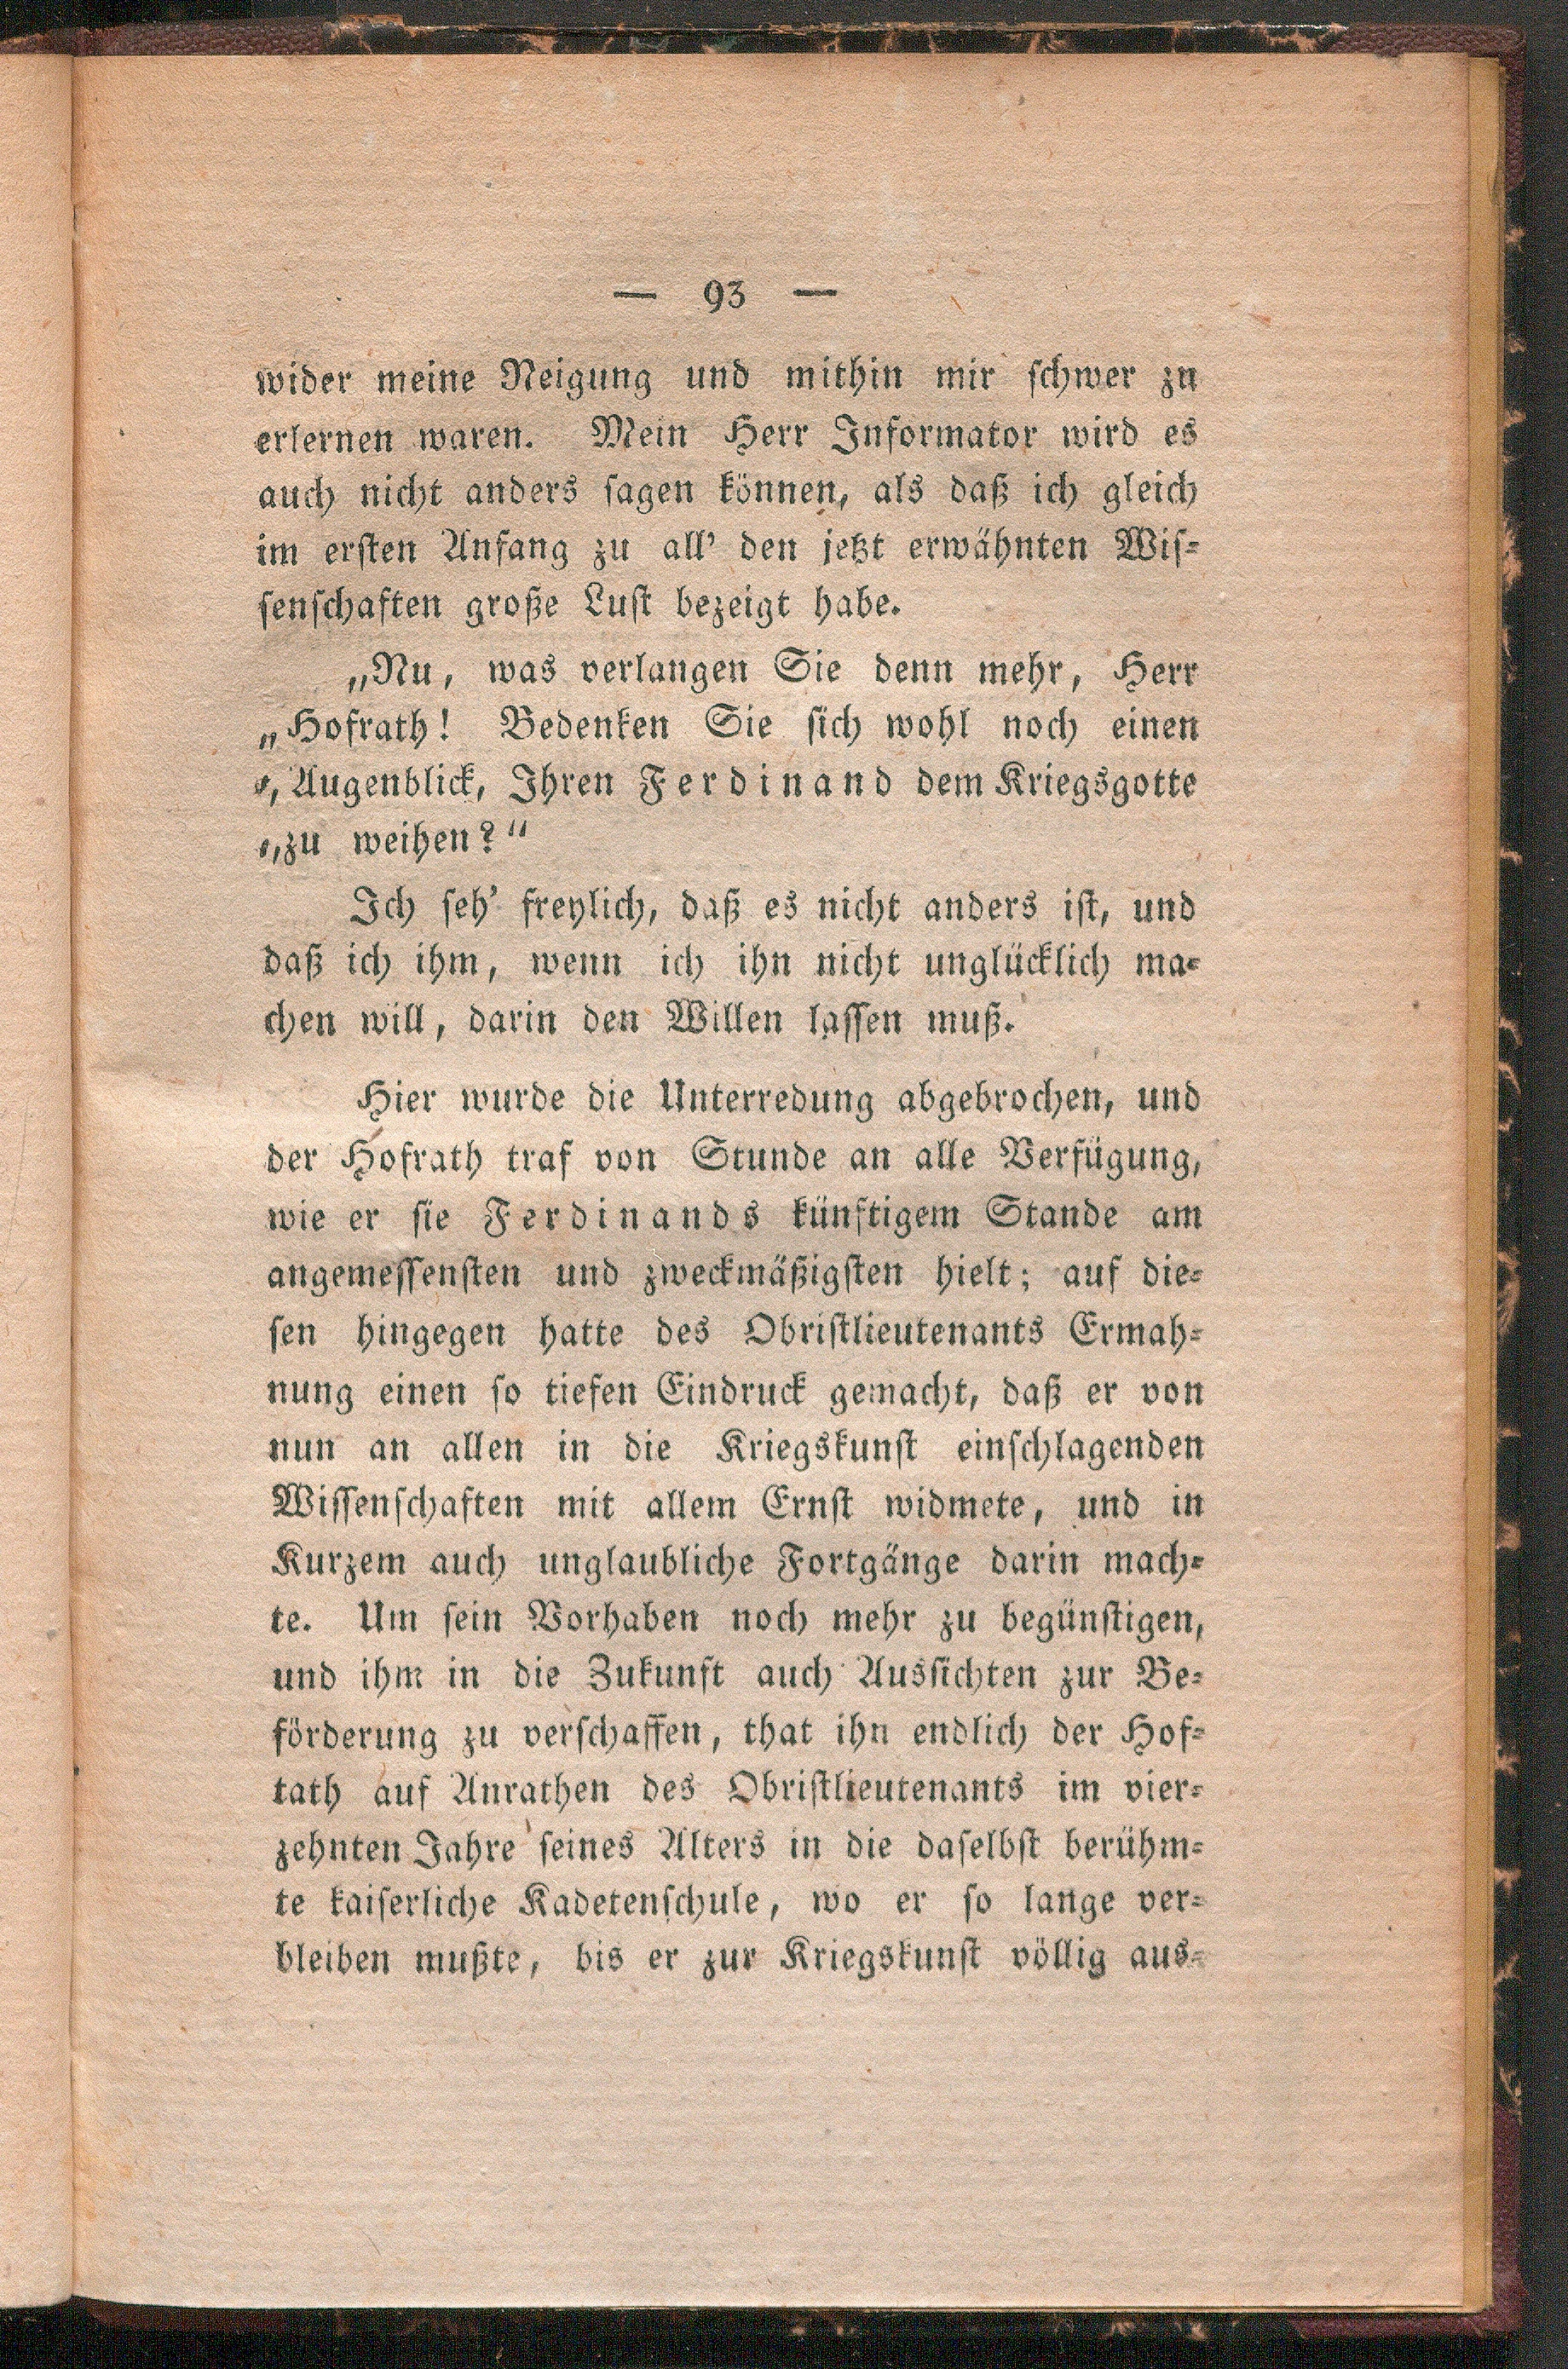 — 93 —
wider meine Neigung und mithin mir schwer zu
erlernen waren. Mein Herr Informator wird es
auch nicht anders sagen können, als daß ich gleich
im ersten Anfang zu all' den jetzt erwähnten Wis-
senschaften große Lust bezeigt habe.
„Nu, was verlangen Sie denn mehr, Herr
„Hofrath! Bedenken Sie sich wohl noch einen
„Augenblick, Ihren Ferdinand dem Kriegsgotte
„zu weihen?“
Ich seh' freylich, daß es nicht anders ist, und
daß ich ihm, wenn ich ihn nicht unglücklich ma-
chen will, darin den Willen lassen muß.
Hier wurde die Unterredung abgebrochen, und
der Hofrath traf von Stunde an alle Verfügung,
wie er sie Ferdinands künftigem Stande am
angemessensten und zweckmäßigsten hielt; auf die-
sen hingegen hatte des Obristlieutenants Ermah-
nung einen so tiefen Eindruck gemacht, daß er von
nun an allen in die Kriegskunst einschlagenden
Wissenschaften mit allem Ernst widmete, und in
Kurzem auch unglaubliche Fortgänge darin mach-
te. Um sein Vorhaben noch mehr zu begünstigen,
und ihm in die Zukunft auch Aussichten zur Be-
förderung zu verschaffen, that ihn endlich der Hof-
rath auf Anrathen des Obristlieutenants im vier-
zehnten Jahre seines Alters in die daselbst berühm-
te kaiserliche Kadetenschule, wo er so lange ver-
bleiben mußte, bis er zur Kriegskunst völlig aus-